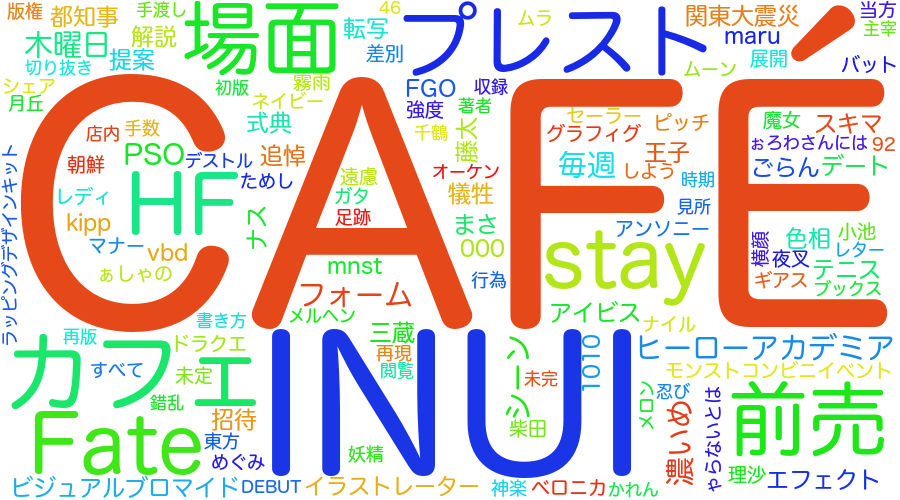 版権
都知事
手渡し
46
ムラ
関東大震災
当方
主宰
木曜日
解説
場面
転写
プレスト
maru
切り抜き
提案
差別
展開
バット
シェア
初版
霧雨
FGO
収録
ムーン
月丘
ネイビー
強度
著者
CAFÉ
式典
千鶴
藤太
セーラー
ピッチ
魔女
スキマ
店内
手数
グラフィグ
ぉろわさんには
92
朝鮮
PSO
デストル
追悼
オーケン
毎週
王子
しよう
ごらん
デート
レディ
HF
ためし
遠慮
ガタ
犠牲
時期
kipp
ナス
足跡
まさ
見所
ラッピングデザインキット
マナー
vbd
000
stay
アンソニー
横顔
色相
小池
ぁしゃの
mnst
行為
夜叉
レター
テニス
ギアス
ブックス
フォーム
メルヘン
アイビス
書き方
三蔵
ナイル
再版
ドラクエ
INUI
再現
シーン
1010
ヒーローアカデミア
カフェ
すべて
未定
閲覧
未完
モンストコンビニイベント
錯乱
メロン
忍び
濃いめ
ゃらないとは
前売
Fate
招待
柴田
東方
めぐみ
妖精
理沙
エフェクト
ビジュアルブロマイド
DEBUT
イラストレーター
神楽
ベロニカ
かれん